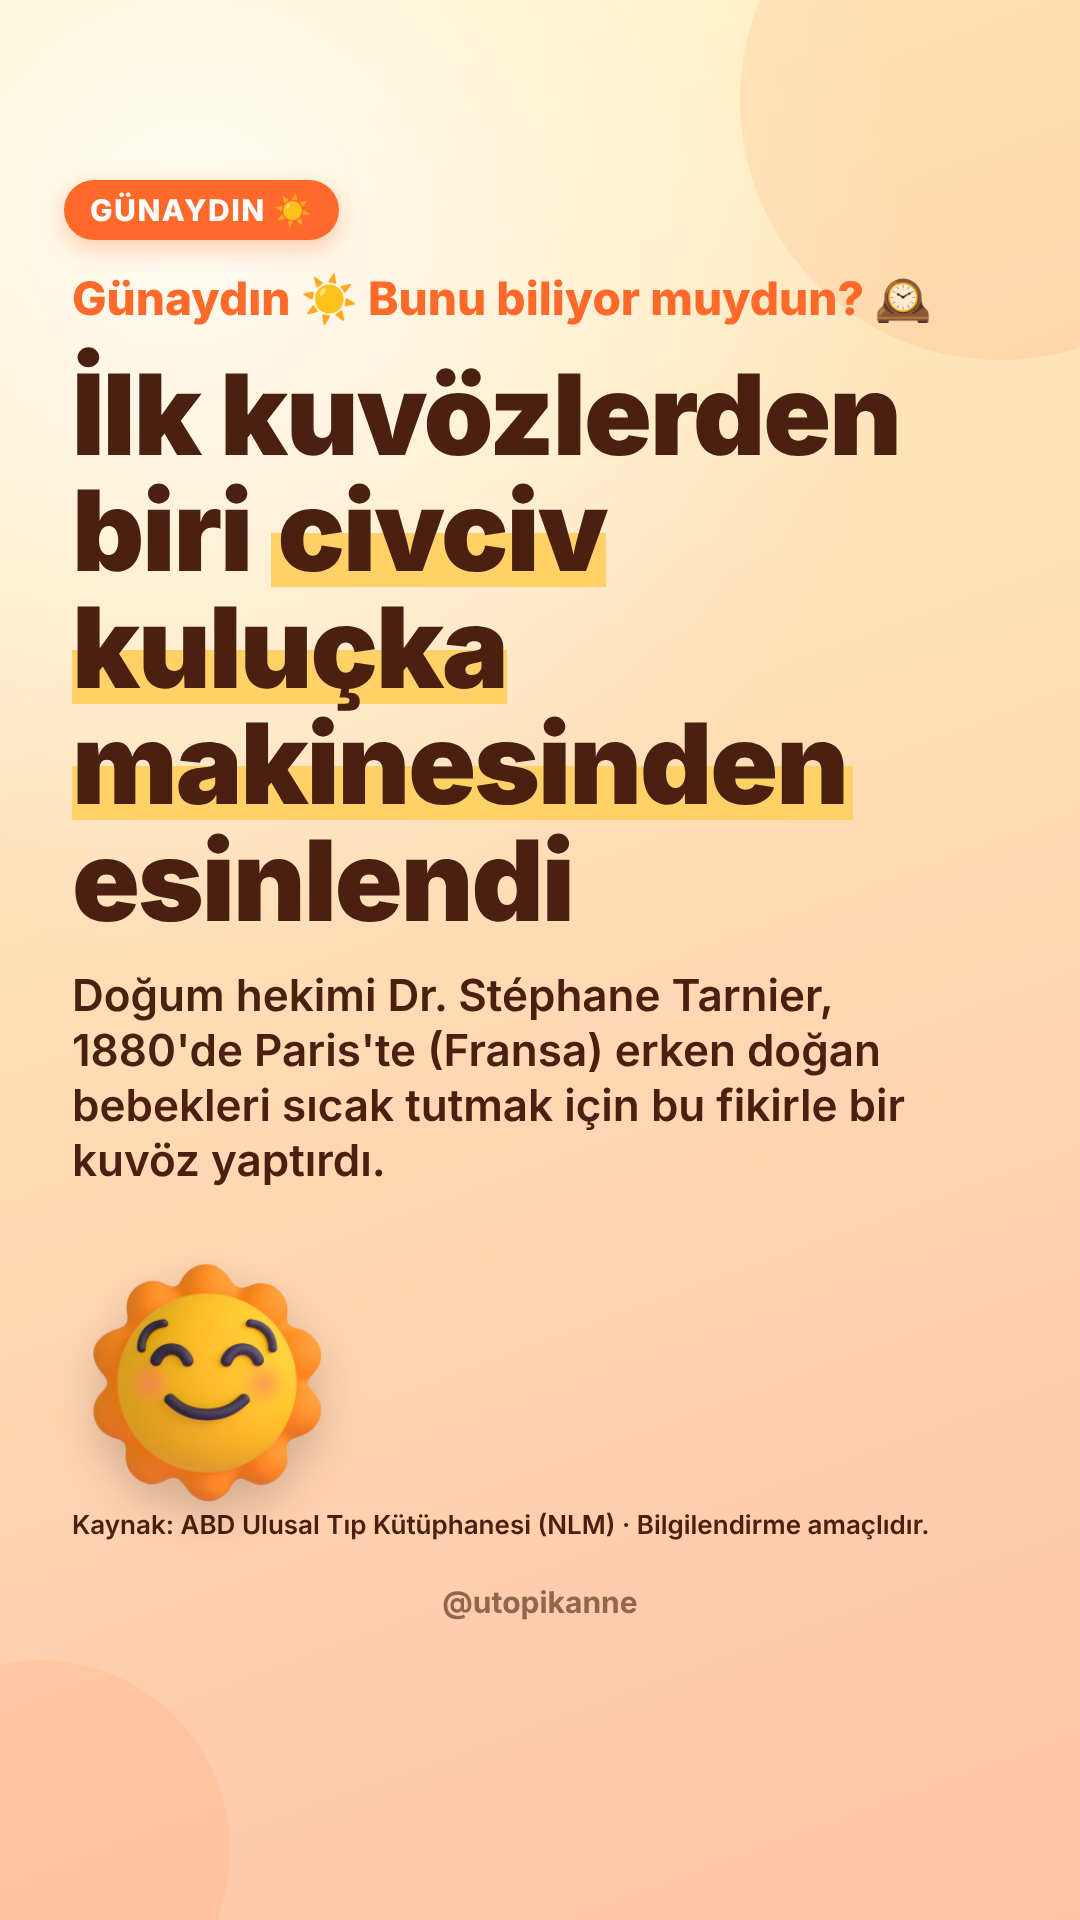 GÜNAYDIN ☀️
Günaydın ☀️ Bunu biliyor muydun? 🕰️
İlk kuvözlerden
biri civciv
kuluçka
makinesinden
esinlendi
Doğum hekimi Dr. Stéphane Tarnier,
1880'de Paris'te (Fransa) erken doğan
bebekleri sıcak tutmak için bu fikirle bir
kuvöz yaptırdı.
Kaynak: ABD Ulusal Tıp Kütüphanesi (NLM) · Bilgilendirme amaçlıdır.
@utopikanne